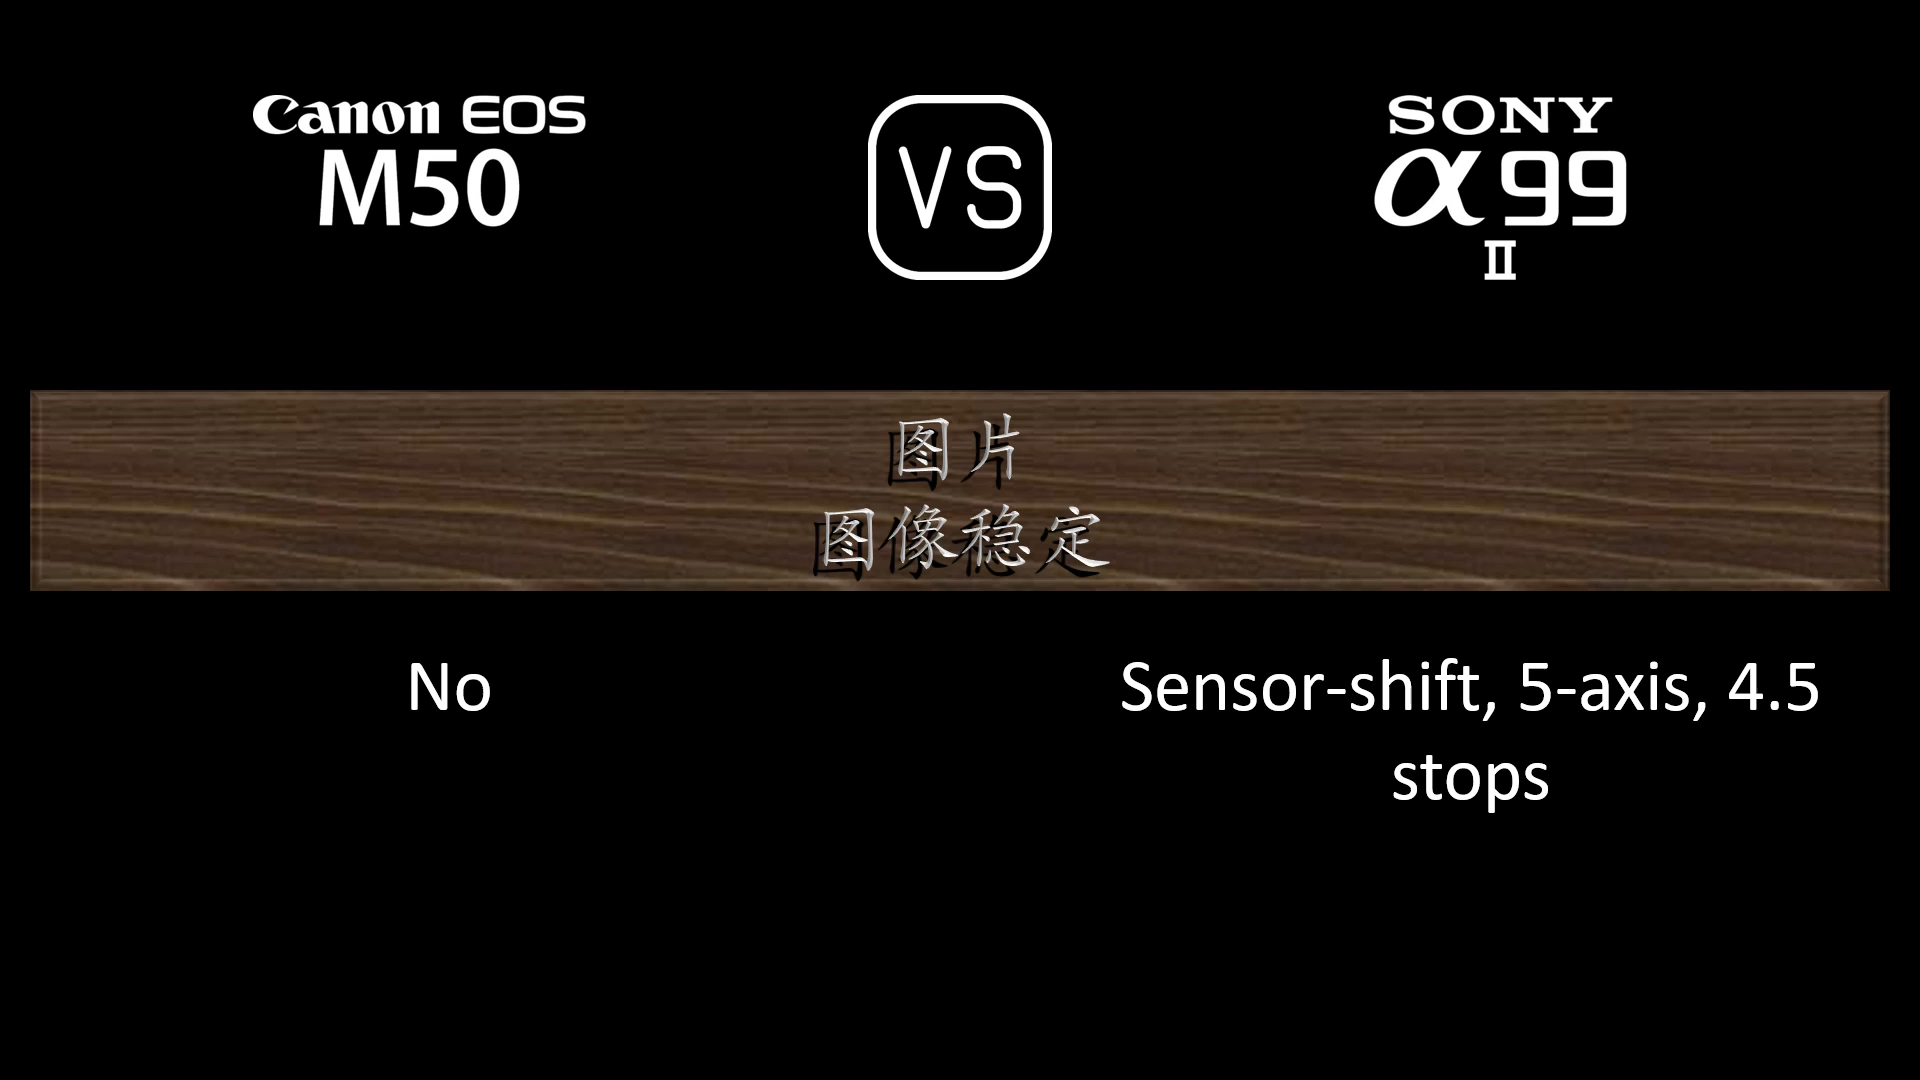 Canon EOS
M50
VS
SONY
α99
II
图片
图像稳定
No
Sensor-shift, 5-axis, 4.5
stops